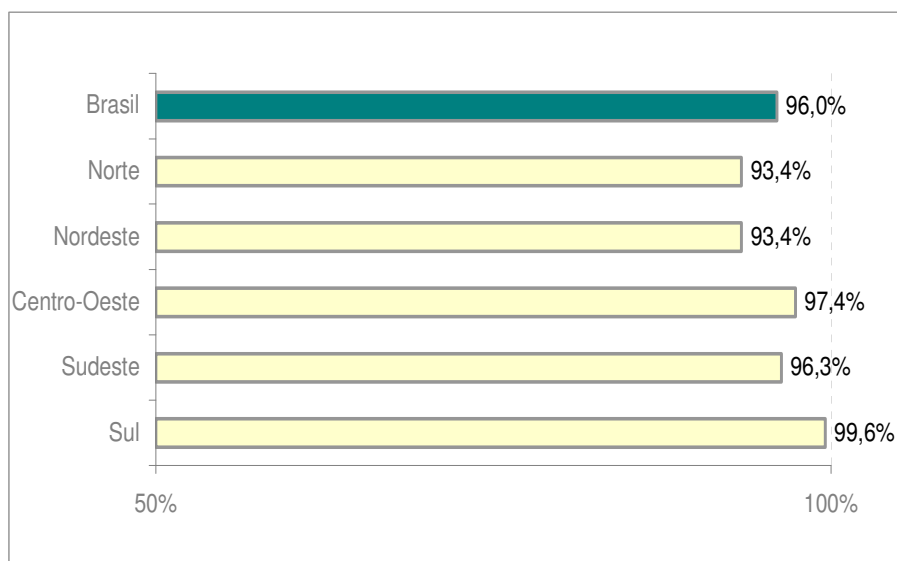 Brasil 96,0%
Norte 93,4%
Nordeste 93,4%
Centro-Oeste 97,4%
Sudeste 96,3%
Sul 99,6%
50% 100%